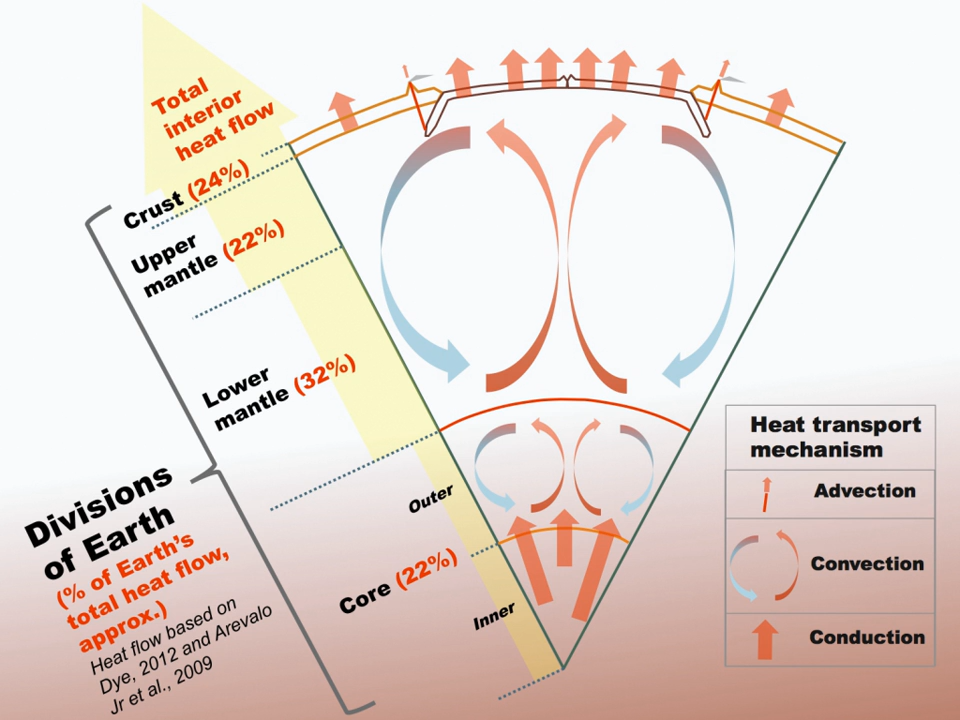 Total
interior
heat flow
Crust (24%)
Upper
mantle (22%)
Lower
mantle (32%)
Outer
Core (22%)
Inner
Divisions
of Earth
(% of Earth's
total heat flow,
approx.)
Heat flow based on
Dye, 2012 and Arevalo
Jr et al., 2009
Heat transport
mechanism
Advection
Convection
Conduction